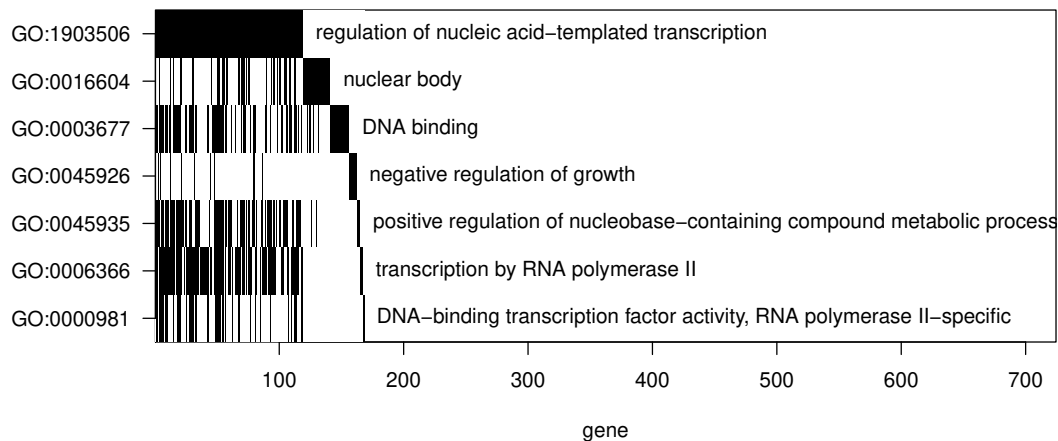 GO:1903506 regulation of nucleic acid−templated transcription
GO:0016604 nuclear body
GO:0003677 DNA binding
GO:0045926 negative regulation of growth
GO:0045935 positive regulation of nucleobase−containing compound metabolic process
GO:0006366 transcription by RNA polymerase II
GO:0000981 DNA−binding transcription factor activity, RNA polymerase II−specific
100 200 300 400 500 600 700
gene